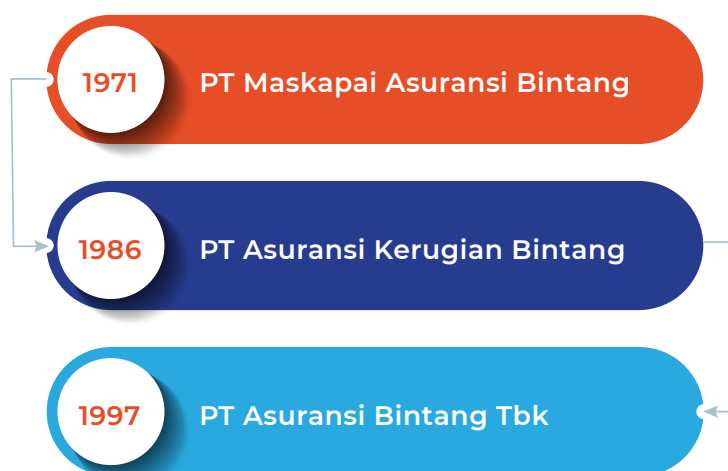 1971 PT Maskapai Asuransi Bintang
1986 PT Asuransi Kerugian Bintang
1997 PT Asuransi Bintang Tbk